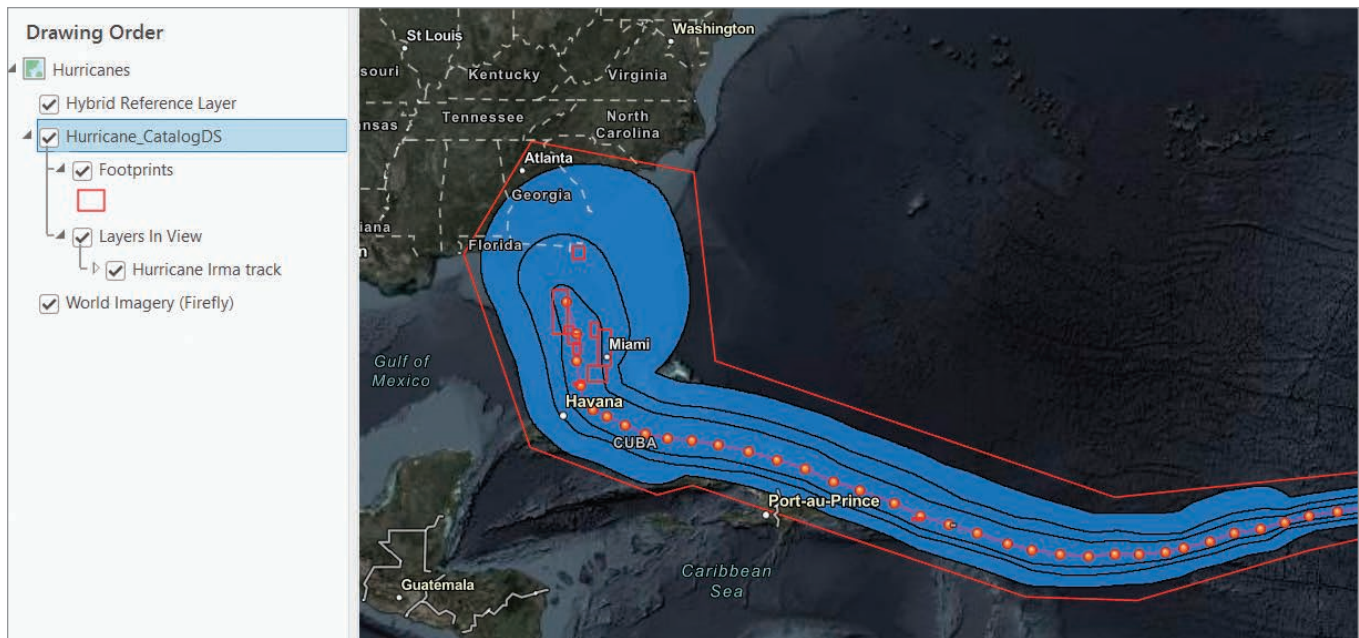 Drawing Order
Hurricanes
Hybrid Reference Layer
Hurricane_CatalogDS
Footprints
Layers In View
Hurricane Irma track
World Imagery (Firefly)
St Louis
Washington
souri
Kentucky
Virginia
nsas
Tennessee
North
Carolina
Atlanta
Georgia
iana
Florida
n
Miami
Gulf of
Mexico
Havana
CUBA
Port-au-Prince
Caribbean
Sea
Guatemala